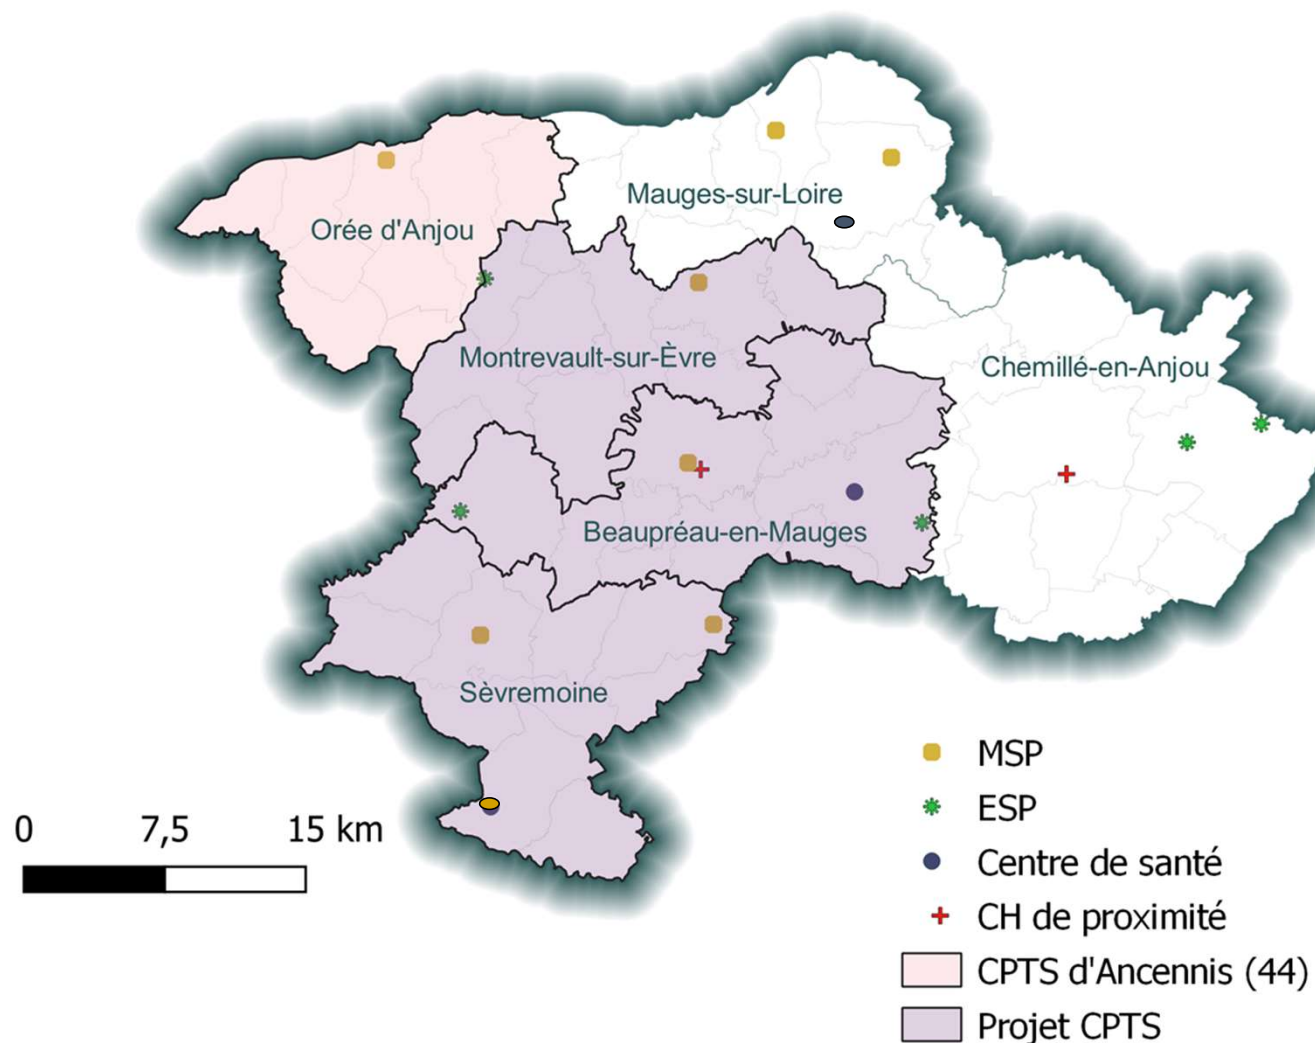 Mauges-sur-Loire
Orée d'Anjou
Montrevault-sur-Èvre
Chemillé-en-Anjou
Beaupréau-en-Mauges
Sèvremoine
0 7,5 15 km
MSP
ESP
Centre de santé
CH de proximité
CPTS d'Ancennis (44)
Projet CPTS